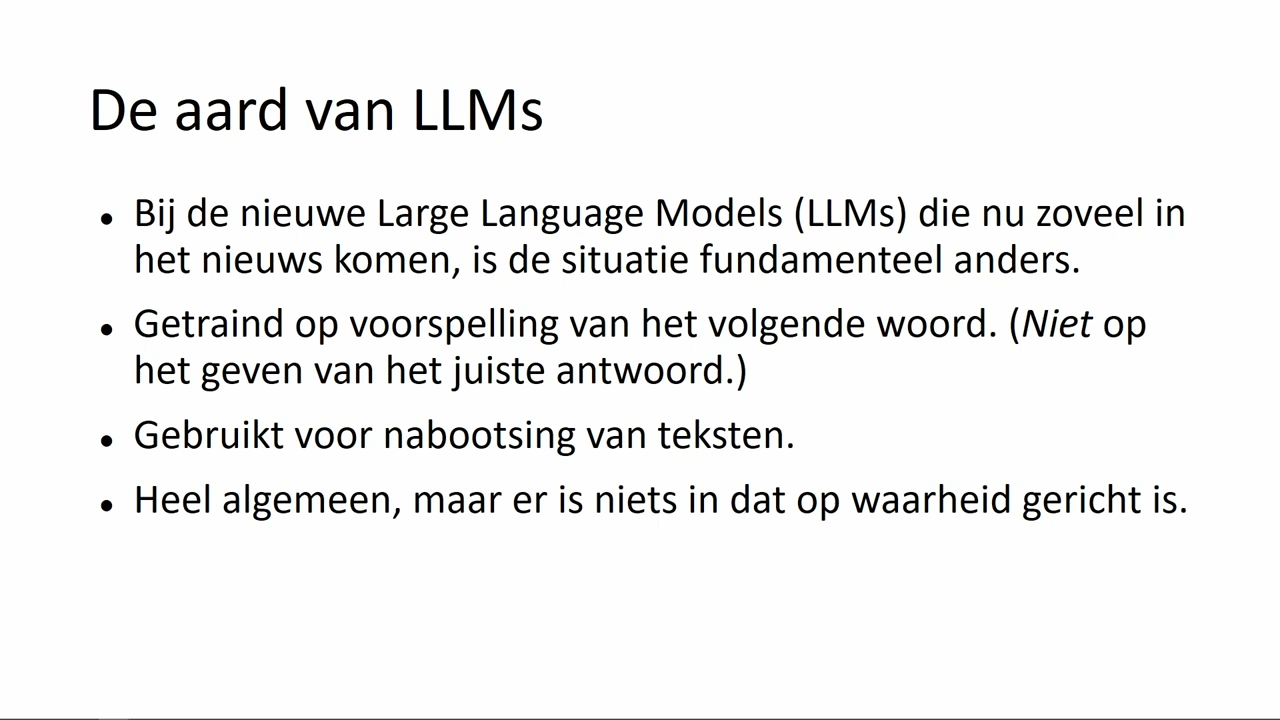 De aard van LLMs
● Bij de nieuwe Large Language Models (LLMs) die nu zoveel in
het nieuws komen, is de situatie fundamenteel anders.
● Getraind op voorspelling van het volgende woord. (Niet op
het geven van het juiste antwoord.)
● Gebruikt voor nabootsing van teksten.
● Heel algemeen, maar er is niets in dat op waarheid gericht is.